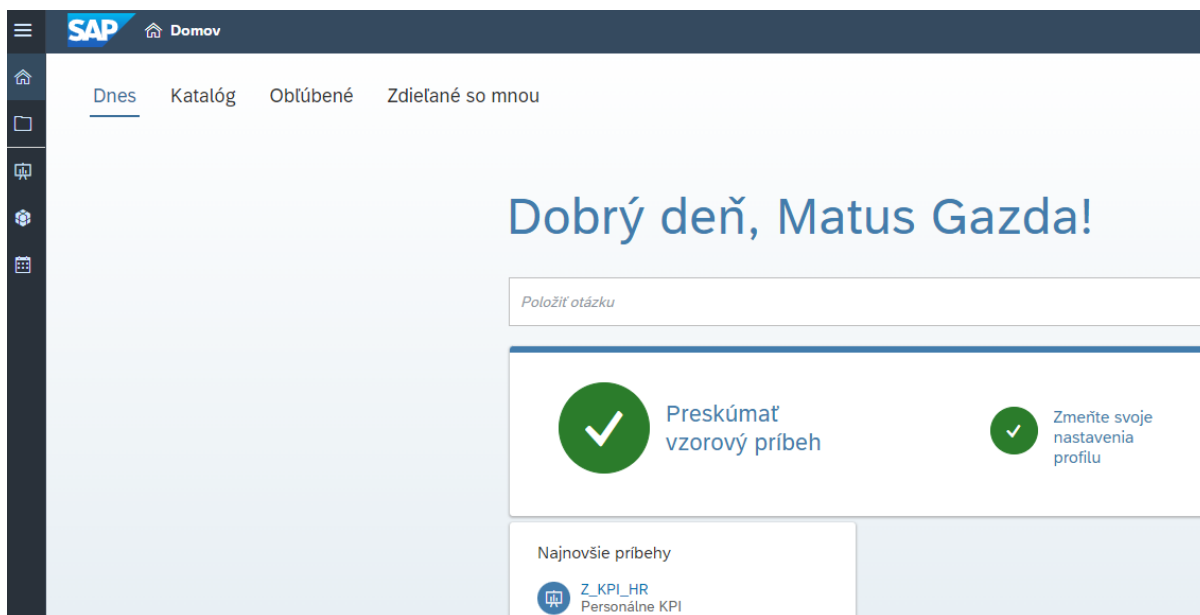 SAP Domov
Dnes Katalóg Obľúbené Zdieľané so mnou
Dobrý deň, Matus Gazda!
Položiť otázku
Preskúmať
vzorový príbeh
Zmeňte svoje
nastavenia
profilu
Najnovšie príbehy
Z_KPI_HR
Personálne KPI